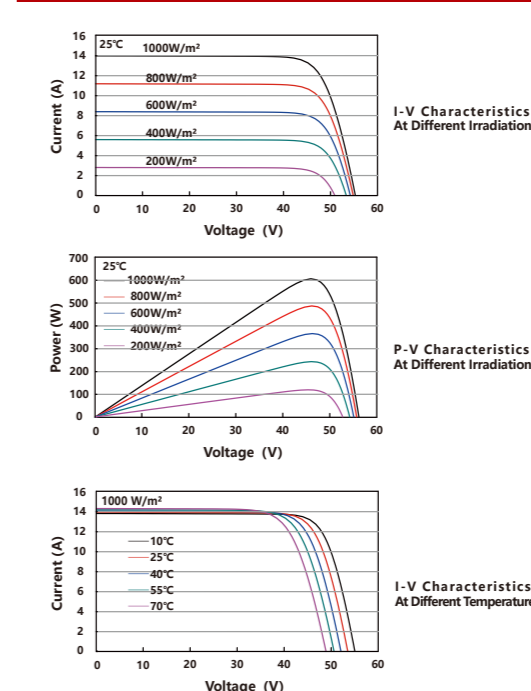 16
14
12
10
8
6
4
2
0
25℃
1000W/m²
800W/m²
600W/m²
400W/m²
200W/m²
Current (A)
0 10 20 30 40 50 60
Voltage (V)
I-V Characteristics
At Different Irradiation
700
600
500
400
300
200
100
0
25℃
1000W/m²
800W/m²
600W/m²
400W/m²
200W/m²
Power (W)
0 10 20 30 40 50 60
Voltage (V)
P-V Characteristics
At Different Irradiation
16
14
12
10
8
6
4
2
0
1000 W/m²
10℃
25℃
40℃
55℃
70℃
Current (A)
0 10 20 30 40 50 60
Voltage (V)
I-V Characteristics
At Different Temperature